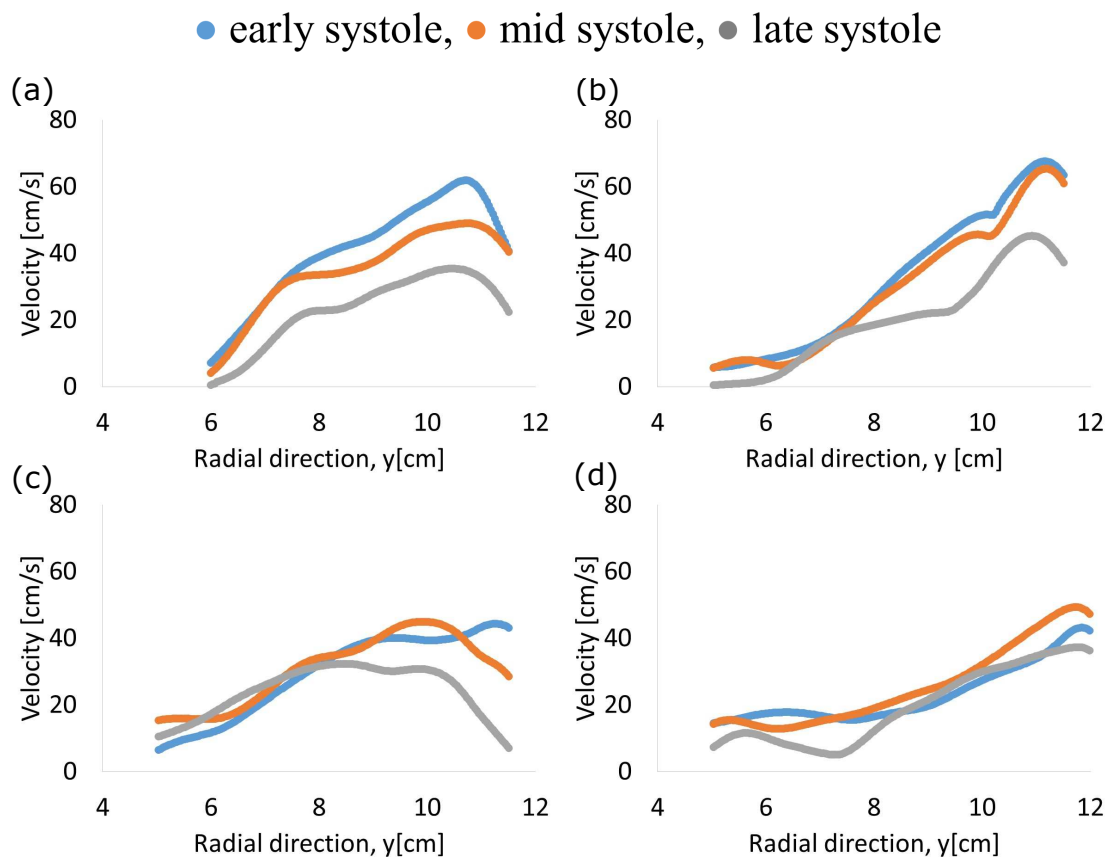 early systole, mid systole, late systole
(a)
80
60
40
20
0
4 6 8 10 12
Velocity [cm/s]
Radial direction, y[cm]
(b)
80
60
40
20
0
4 6 8 10 12
Velocity [cm/s]
Radial direction, y [cm]
(c)
80
60
40
20
0
4 6 8 10 12
Velocity [cm/s]
Radial direction, y[cm]
(d)
80
60
40
20
0
4 6 8 10 12
Velocity [cm/s]
Radial direction, y[cm]